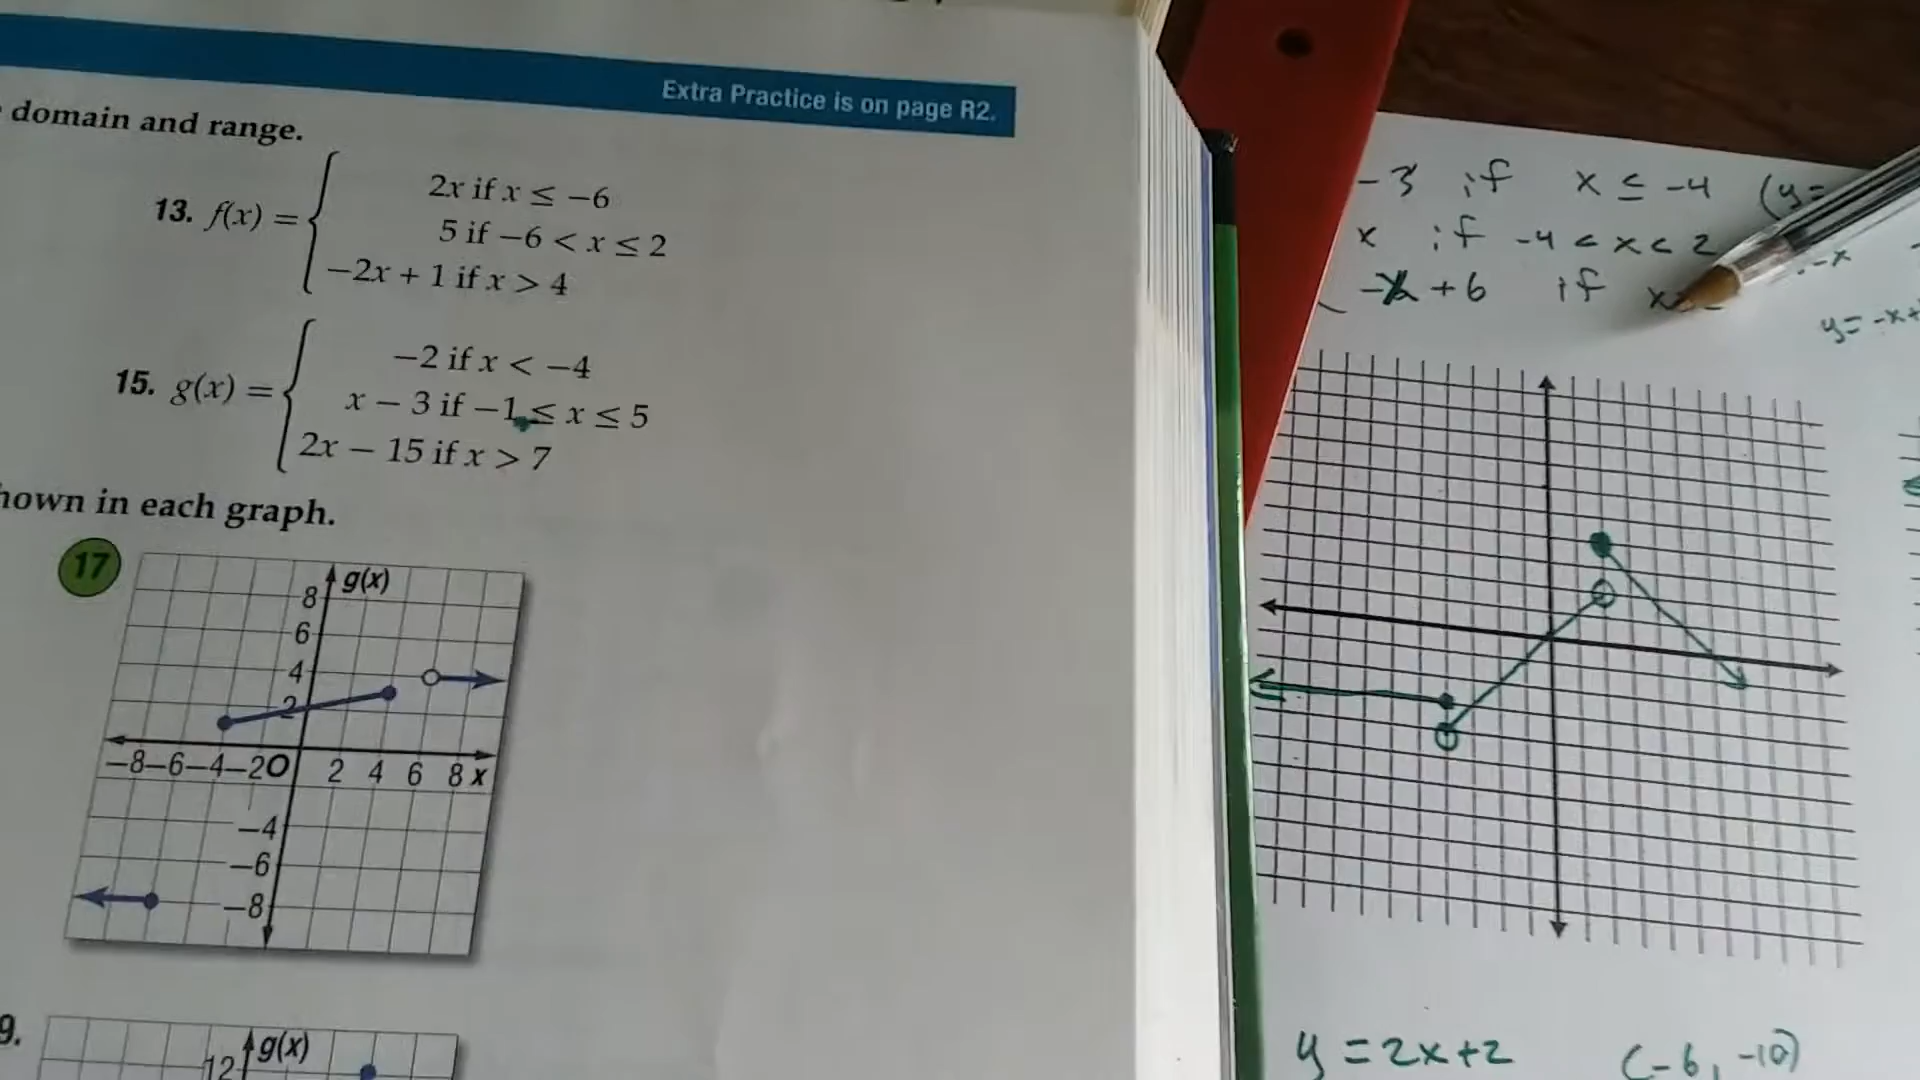 Extra Practice is on page R2.
domain and range.
13. f(x) =
2x if x ≤ −6
5 if −6 < x ≤ 2
−2x + 1 if x > 4
15. g(x) =
−2 if x < −4
x − 3 if −1 ≤ x ≤ 5
2x − 15 if x > 7
hown in each graph.
17
g(x)
8
6
4
2
−8−6−4−2O 2 4 6 8 x
−4
−6
−8
9.
g(x)
12
-3 if x ≤ -4 (y=
x if -4 < x < 2
+6 if x
y= -x+
y = 2x+2 (-6, -10)